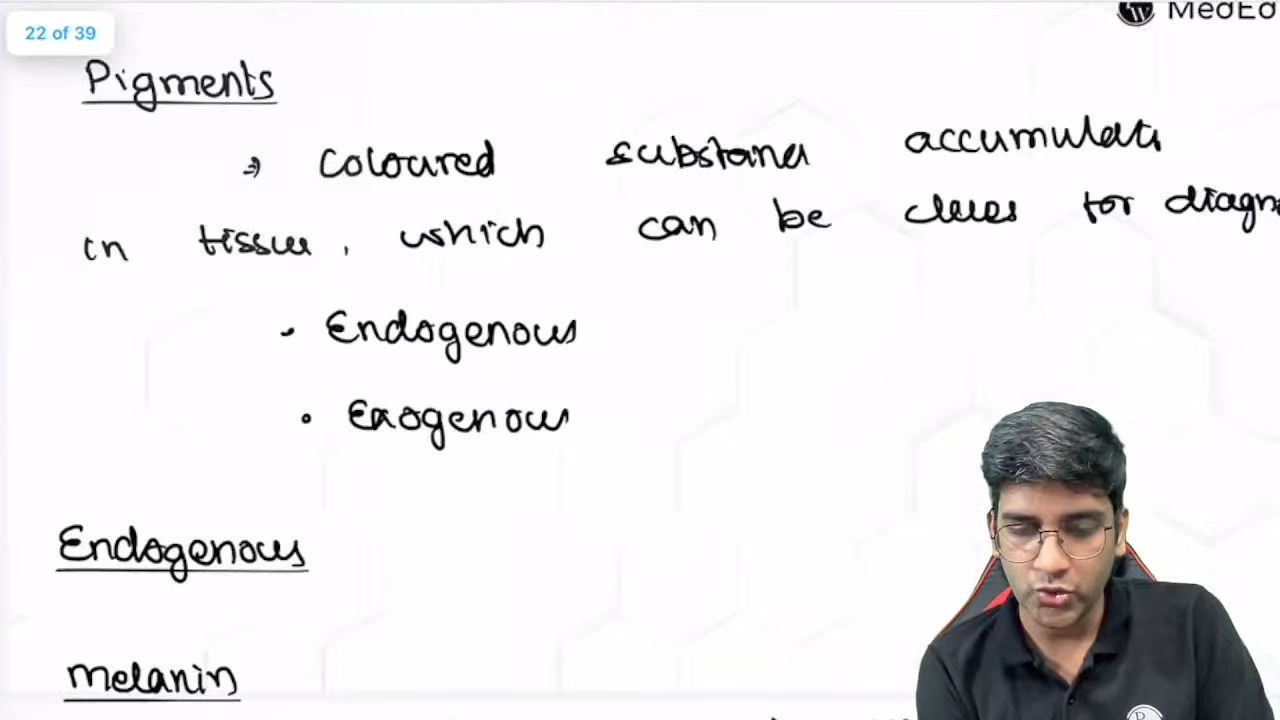 22 of 39
MedEd
Pigments
→ Coloured substance accumulate
in tissue, which can be clues for diagn
• Endogenous
• Exogenous
Endogenous
Melanin